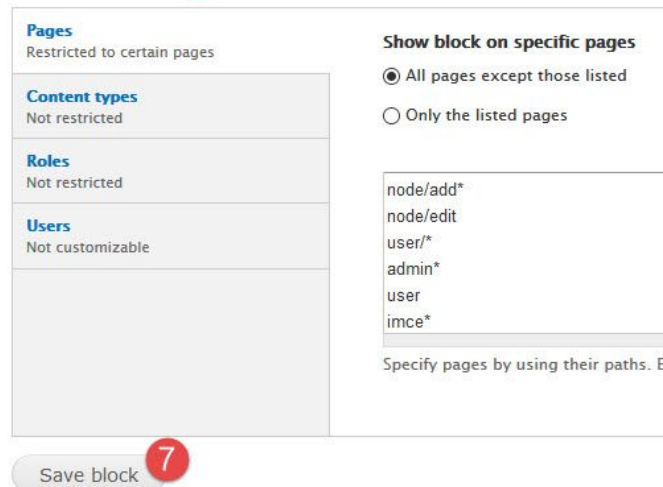 Pages
Restricted to certain pages
Content types
Not restricted
Roles
Not restricted
Users
Not customizable
Show block on specific pages
All pages except those listed
Only the listed pages
node/add*
node/edit
user/*
admin*
user
imce*
Specify pages by using their paths.
Save block
7